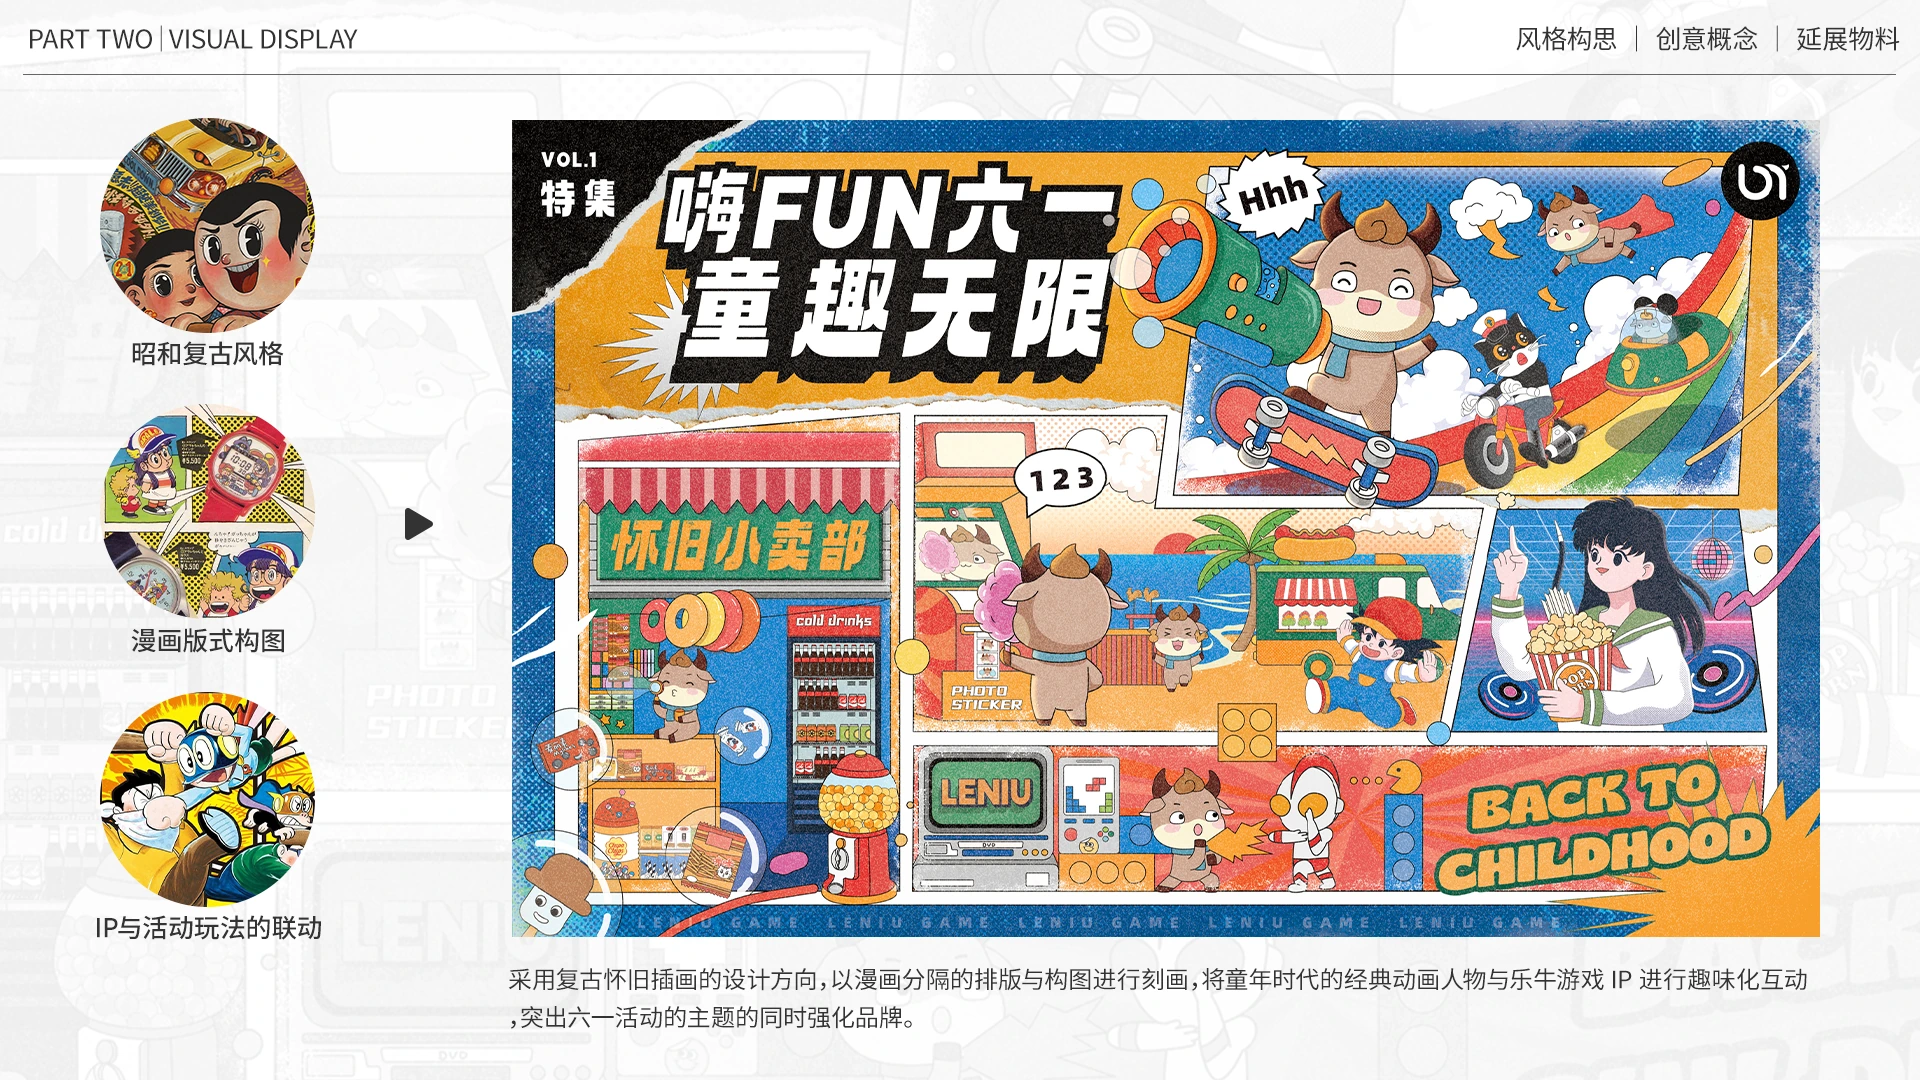 PART TWO | VISUAL DISPLAY
风格构思 | 创意概念 | 延展物料
昭和复古风格
漫画版式构图
IP与活动玩法的联动
VOL.1
特集
嗨FUN六一
童趣无限
Hhh
123
怀旧小卖部
cold drinks
PHOTO
STICKER
POP
LENIU
DVD
BACK TO
CHILDHOOD
LENIU GAME LENIU GAME LENIU GAME LENIU GAME LENIU GAME
采用复古怀旧插画的设计方向,以漫画分隔的排版与构图进行刻画,将童年时代的经典动画人物与乐牛游戏 IP 进行趣味化互动
,突出六一活动的主题的同时强化品牌。